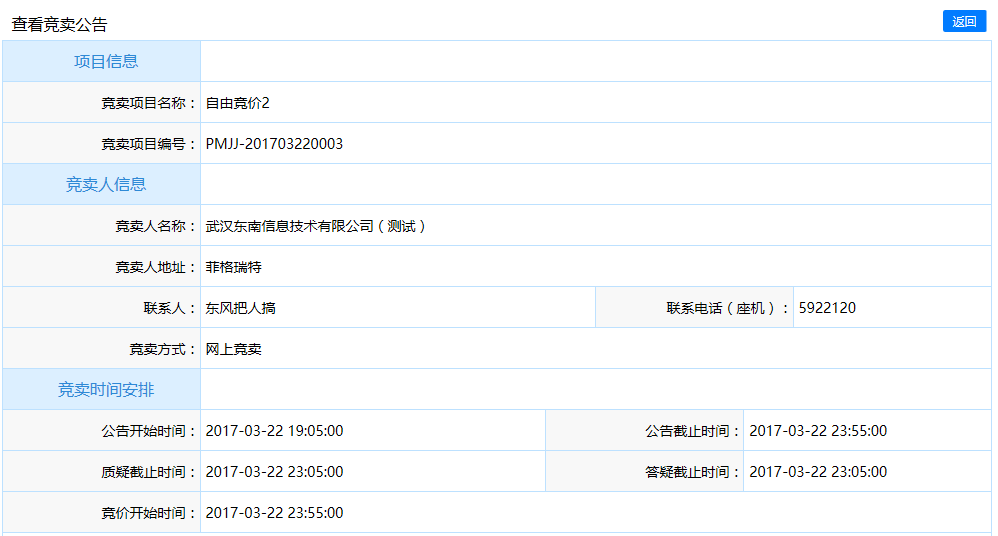 查看竞卖公告
返回
项目信息
竞卖项目名称： 自由竞价2
竞卖项目编号： PMJJ-201703220003
竞卖人信息
竞卖人名称： 武汉东南信息技术有限公司（测试）
竞卖人地址： 菲格瑞特
联系人： 东风把人搞 联系电话（座机）： 5922120
竞卖方式： 网上竞卖
竞卖时间安排
公告开始时间： 2017-03-22 19:05:00 公告截止时间： 2017-03-22 23:55:00
质疑截止时间： 2017-03-22 23:05:00 答疑截止时间： 2017-03-22 23:05:00
竞价开始时间： 2017-03-22 23:55:00